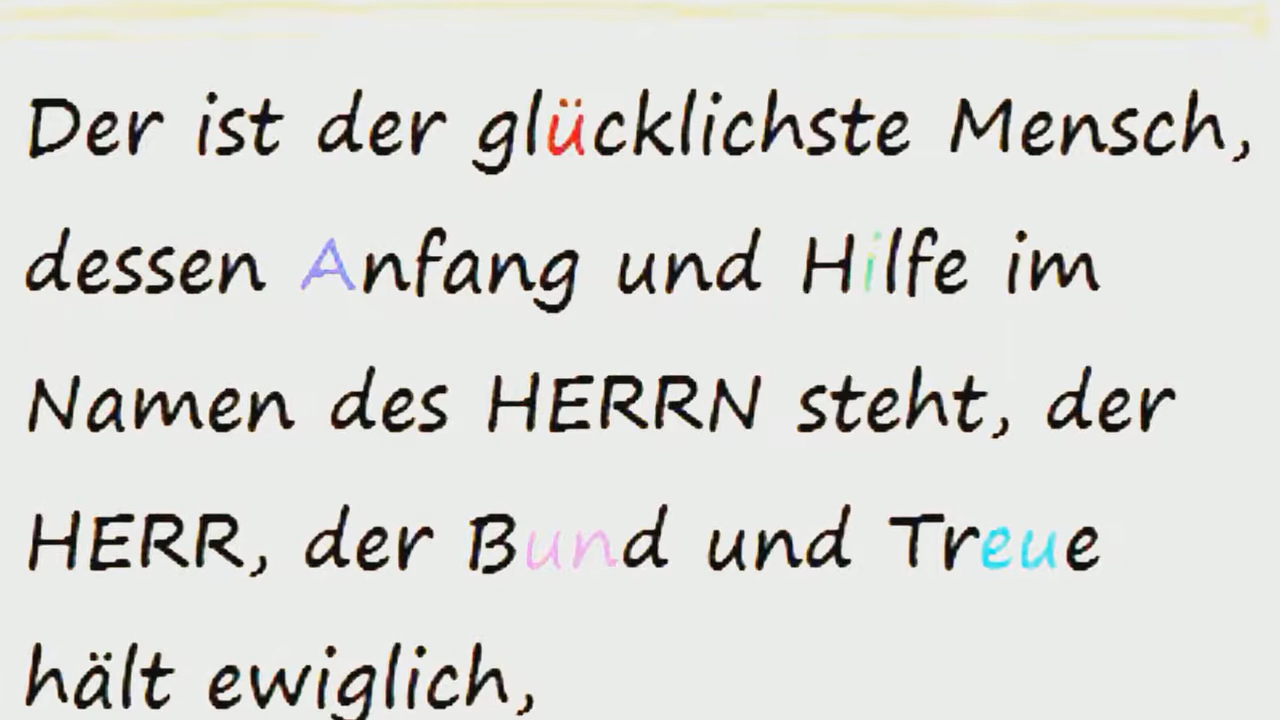 Der ist der glücklichste Mensch,
dessen Anfang und Hilfe im
Namen des HERRN steht, der
HERR, der Bund und Treue
hält ewiglich,